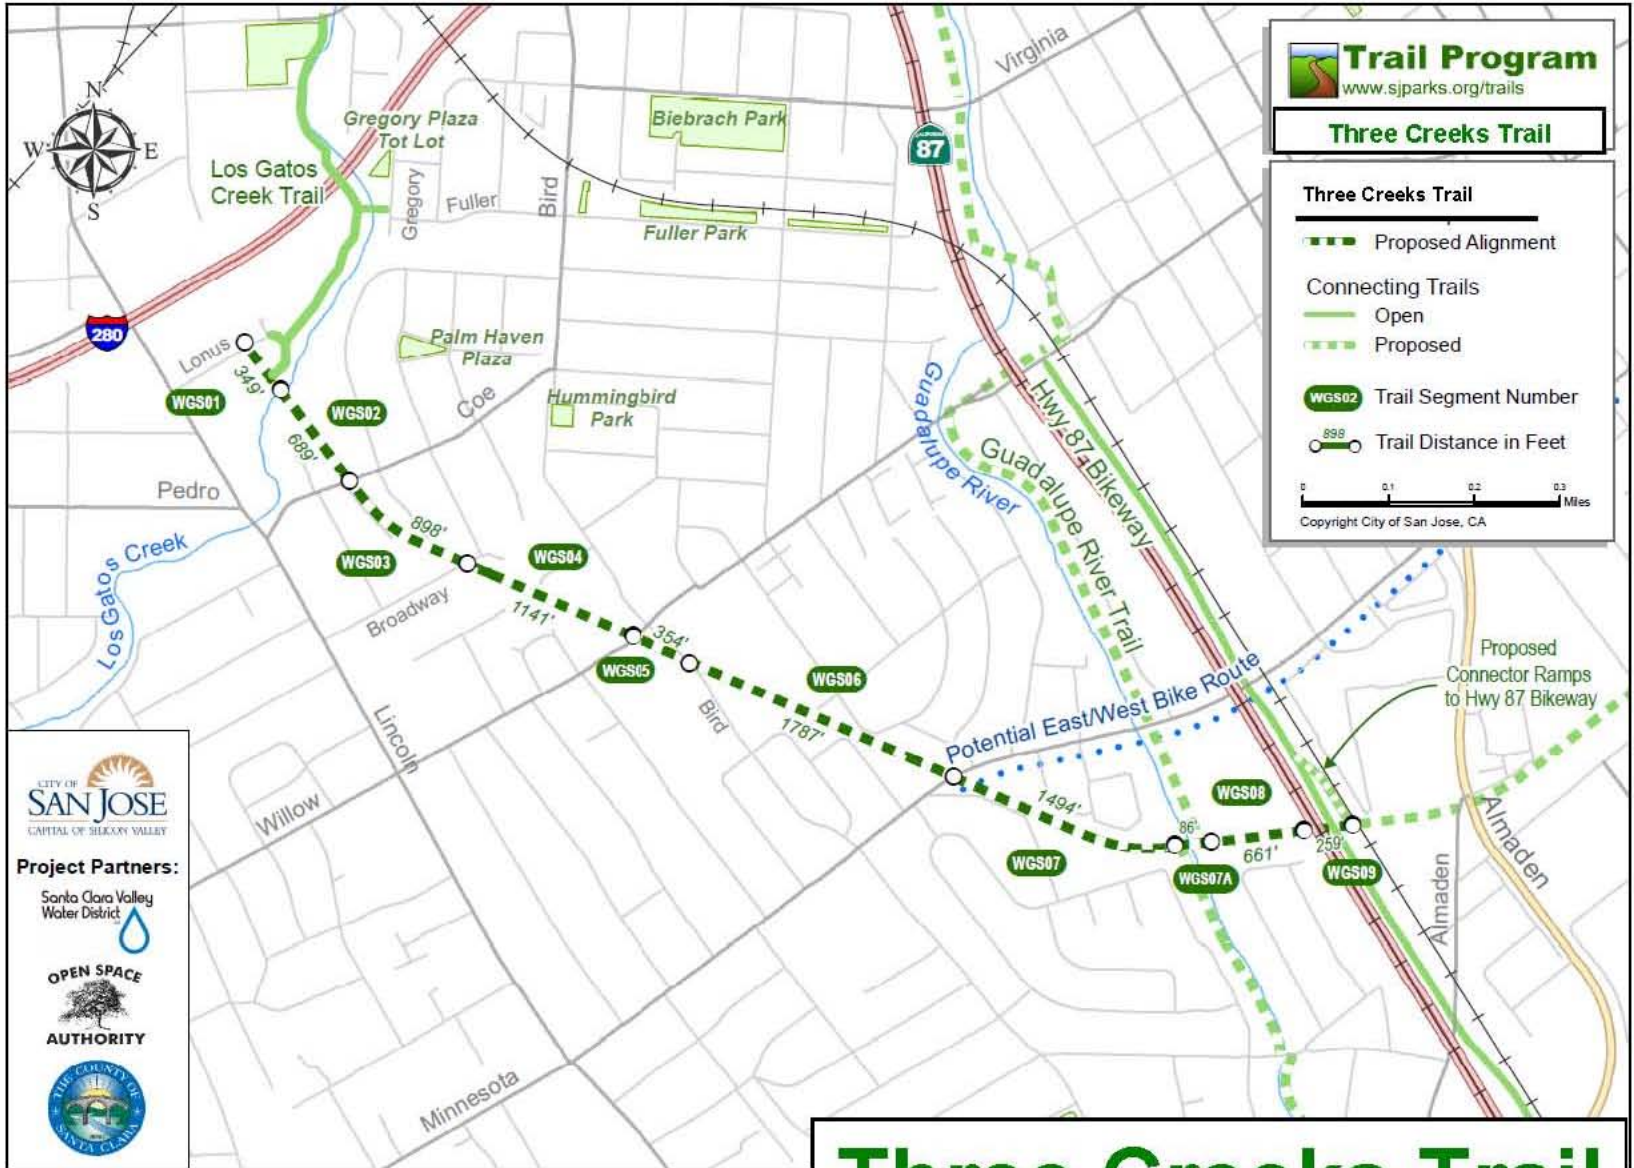 Trail Program
www.sjparks.org/trails
Three Creeks Trail
Three Creeks Trail
Proposed Alignment
Connecting Trails
Open
Proposed
WGS02 Trail Segment Number
898 Trail Distance in Feet
0 0.1 0.2 0.3 Miles
Copyright City of San Jose, CA
N
W E
S
Virginia
CALIFORNIA
87
Gregory Plaza
Tot Lot
Biebrach Park
Los Gatos
Creek Trail
Gregory
Fuller
Bird
Fuller Park
280
Lonus
349'
WGS01
Palm Haven
Plaza
WGS02
Coe
Hummingbird
Park
689'
Pedro
Guadalupe River
Hwy 87 Bikeway
Guadalupe River Trail
Los Gatos Creek
898'
WGS03
WGS04
Broadway
1141'
354'
WGS05
WGS06
Bird
1787'
Lincoln
Willow
Potential East/West Bike Route
Proposed
Connector Ramps
to Hwy 87 Bikeway
1494'
WGS07
86'
WGS07A
WGS08
661'
259'
WGS09
Almaden
Almaden
Minnesota
CITY OF
SAN JOSE
CAPITAL OF SILICON VALLEY
Project Partners:
Santa Clara Valley
Water District
OPEN SPACE
AUTHORITY
THE COUNTY OF
SANTA CLARA
Three Creeks Trail